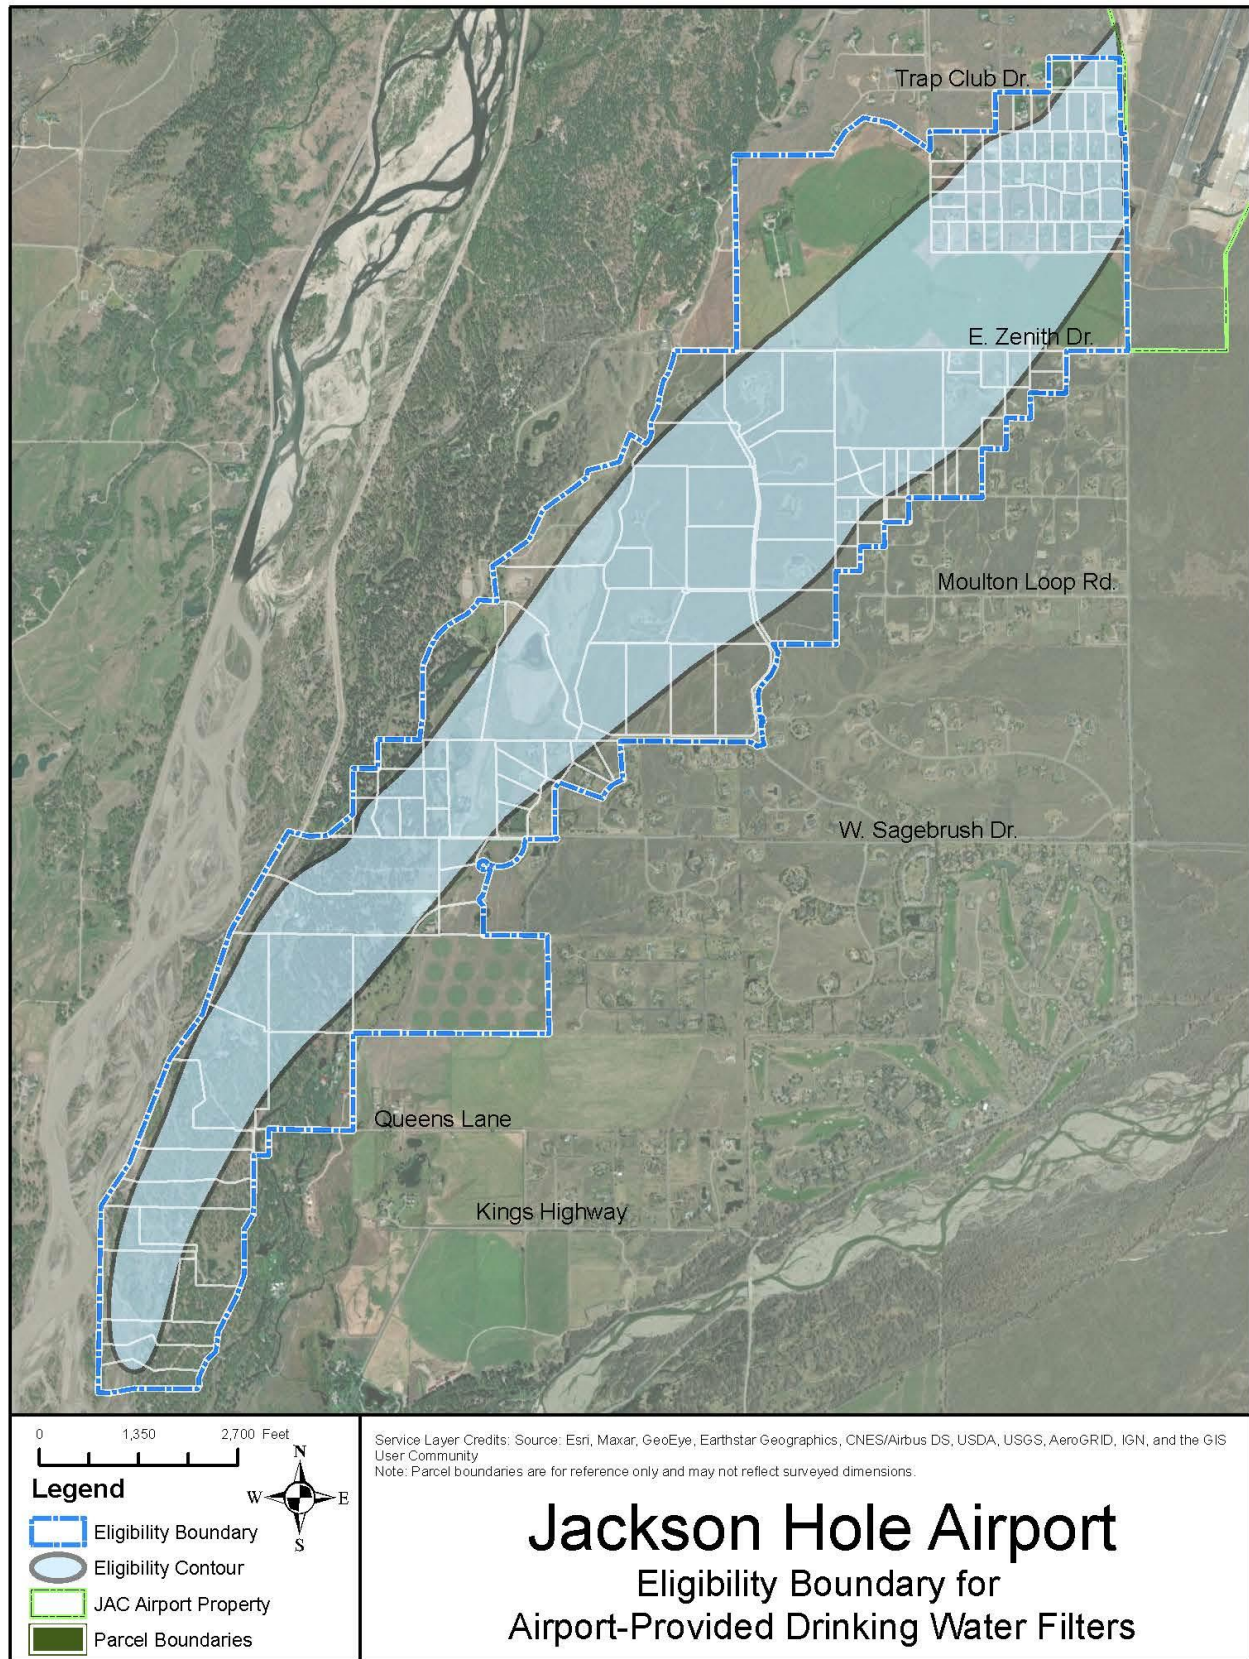 Trap Club Dr.
E. Zenith Dr.
Moulton Loop Rd.
W. Sagebrush Dr.
Queens Lane
Kings Highway
0 1,350 2,700 Feet
N
W E
S
Legend
Eligibility Boundary
Eligibility Contour
JAC Airport Property
Parcel Boundaries
Service Layer Credits: Source: Esri, Maxar, GeoEye, Earthstar Geographics, CNES/Airbus DS, USDA, USGS, AeroGRID, IGN, and the GIS
User Community
Note: Parcel boundaries are for reference only and may not reflect surveyed dimensions.
Jackson Hole Airport
Eligibility Boundary for
Airport-Provided Drinking Water Filters